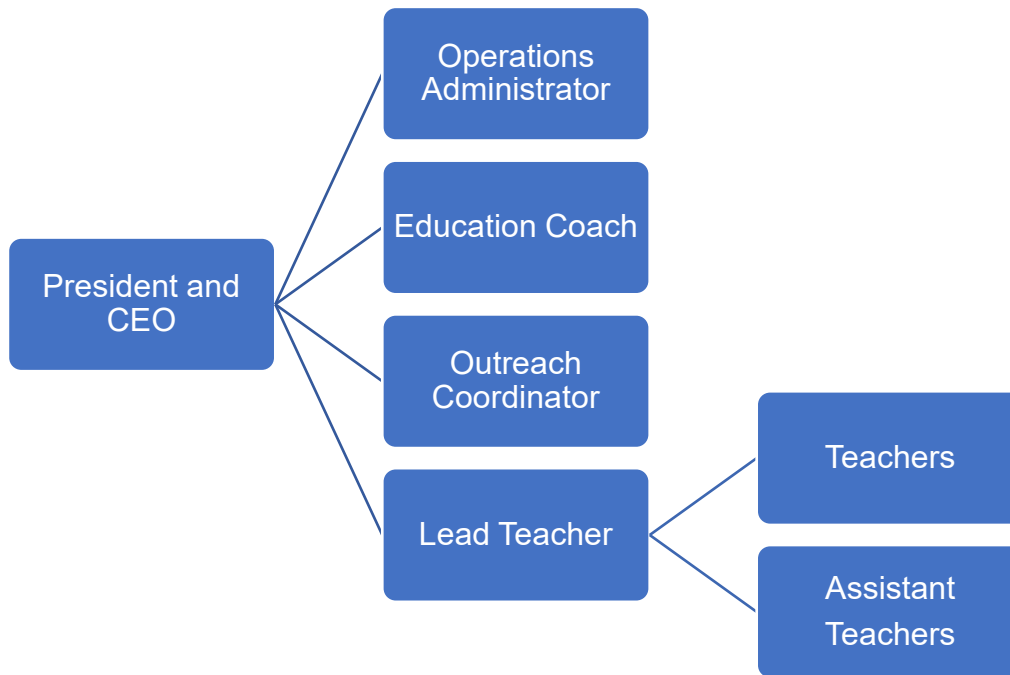 Operations
Administrator
Education Coach
President and
CEO
Outreach
Coordinator
Lead Teacher
Teachers
Assistant
Teachers